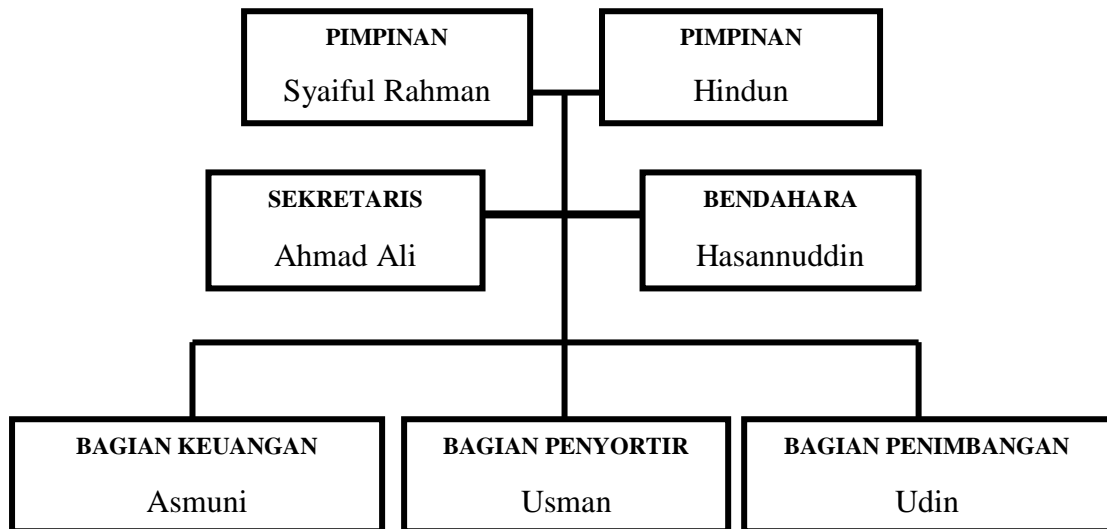 PIMPINAN
Syaiful Rahman
PIMPINAN
Hindun
SEKRETARIS
Ahmad Ali
BENDAHARA
Hasannuddin
BAGIAN KEUANGAN
Asmuni
BAGIAN PENYORTIR
Usman
BAGIAN PENIMBANGAN
Udin